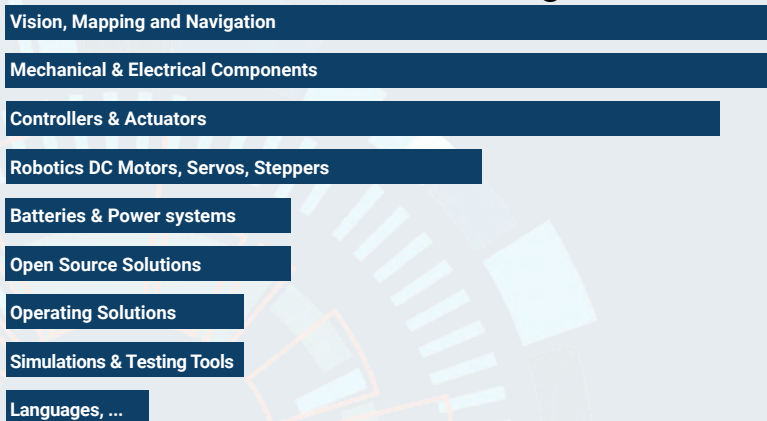 Vision, Mapping and Navigation
Mechanical & Electrical Components
Controllers & Actuators
Robotics DC Motors, Servos, Steppers
Batteries & Power systems
Open Source Solutions
Operating Solutions
Simulations & Testing Tools
Languages, ...